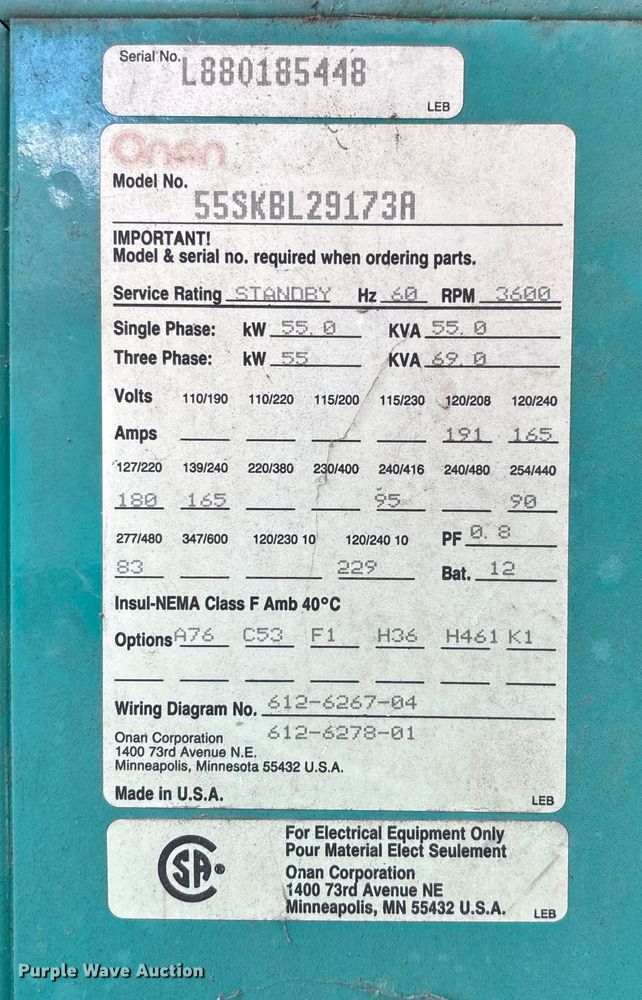 Serial No. L880185448
LEB
Onan
Model No. 55SKBL29173A
IMPORTANT!
Model & serial no. required when ordering parts.
Service Rating STANDBY Hz 60 RPM 3600
Single Phase: kW 55.0 KVA 55.0
Three Phase: kW 55 KVA 69.0
Volts 110/190 110/220 115/200 115/230 120/208 120/240
Amps 191 165
127/220 139/240 220/380 230/400 240/416 240/480 254/440
180 165 95 90
277/480 347/600 120/230 10 120/240 10 PF 0.8
83 229 Bat. 12
Insul-NEMA Class F Amb 40°C
Options A76 C53 F1 H36 H461 K1
Wiring Diagram No. 612-6267-04
612-6278-01
Onan Corporation
1400 73rd Avenue N.E.
Minneapolis, Minnesota 55432 U.S.A.
Made in U.S.A.
LEB
SA®
For Electrical Equipment Only
Pour Material Elect Seulement
Onan Corporation
1400 73rd Avenue NE
Minneapolis, MN 55432 U.S.A.
LEB
Purple Wave Auction